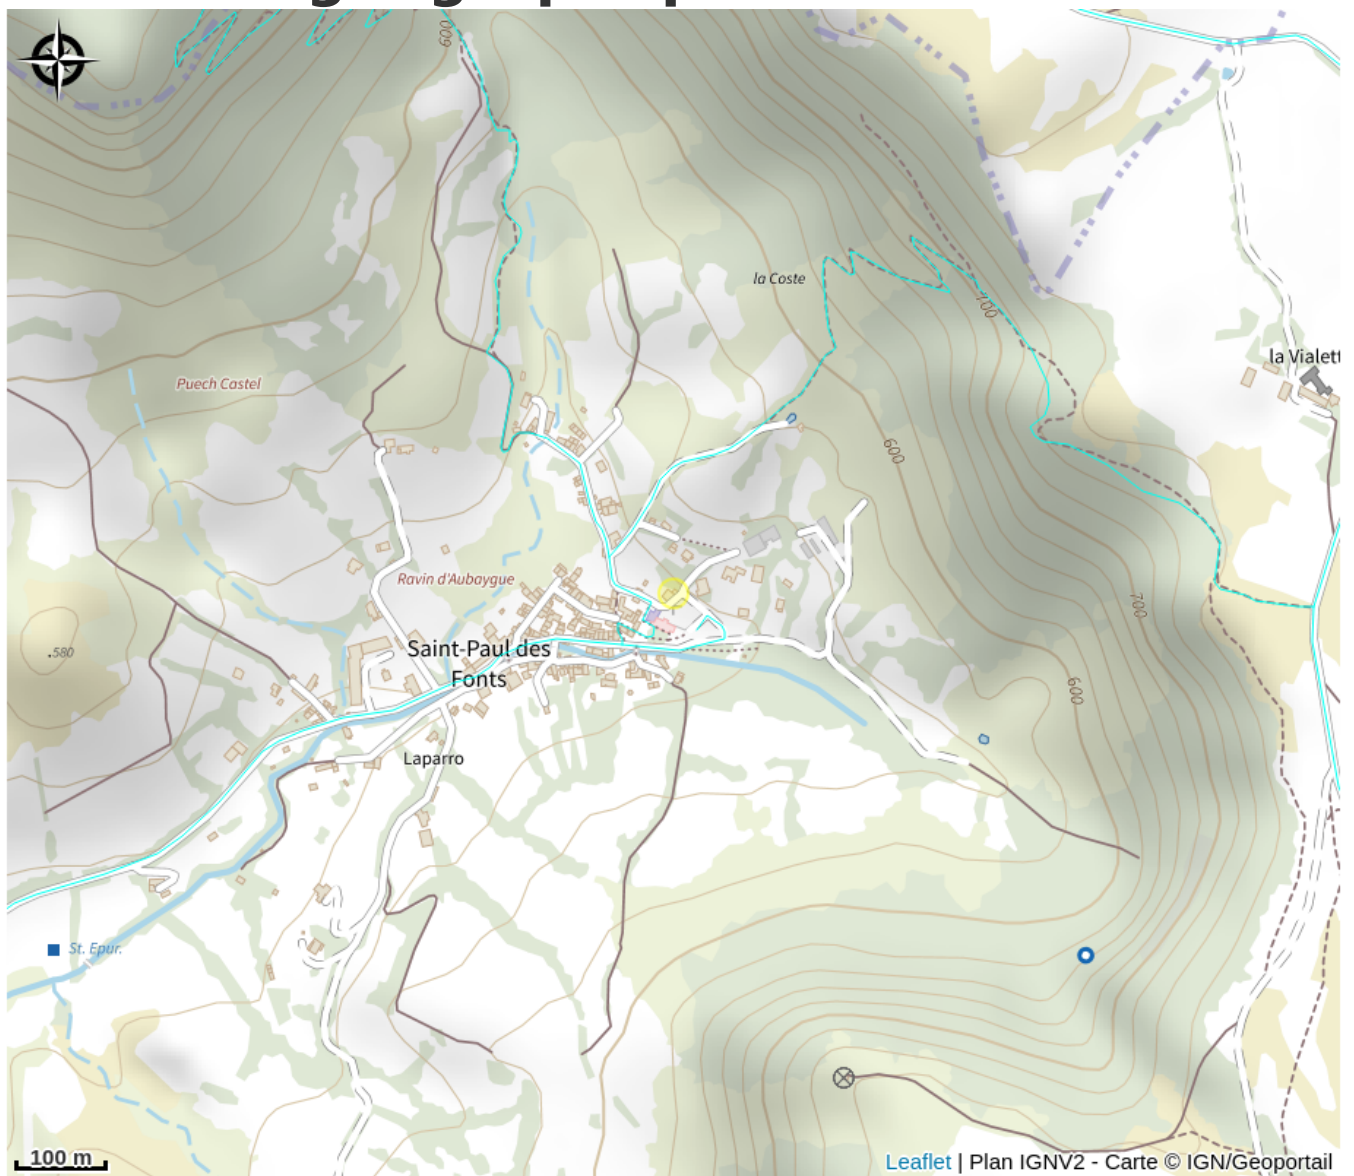 600
la Coste
700
la Vialett
Puech Castel
600
Ravin d'Aubaygue
700
.580
Saint-Paul des
Fonts
600
Laparro
St. Epur.
100 m
Leaflet | Plan IGNV2 - Carte © IGN/Geoportail